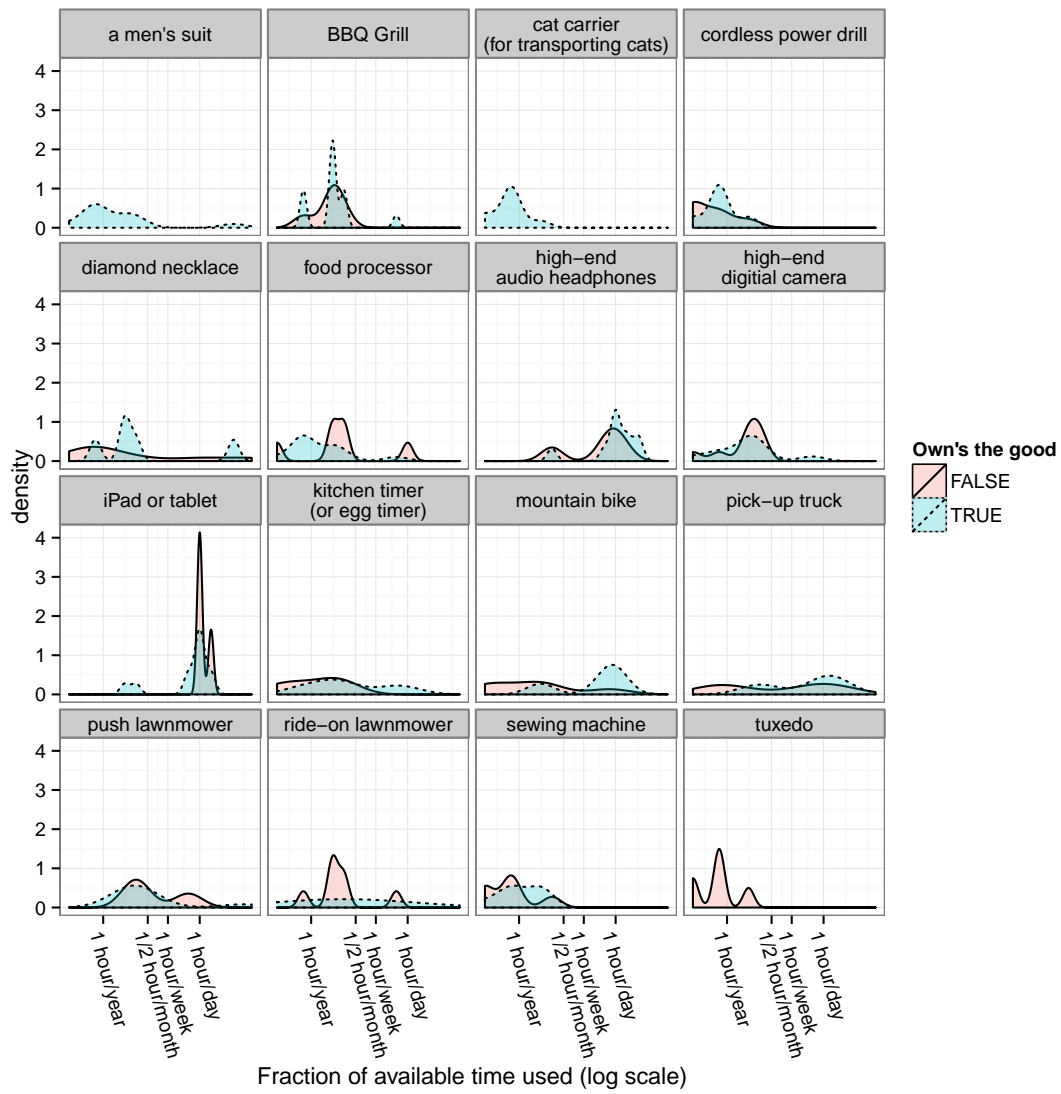 a men's suit
BBQ Grill
cat carrier
(for transporting cats)
cordless power drill
4
3
2
1
0
diamond necklace
food processor
high−end
audio headphones
high−end
digitial camera
4
3
2
1
0
iPad or tablet
kitchen timer
(or egg timer)
mountain bike
pick−up truck
4
3
2
1
0
push lawnmower
ride−on lawnmower
sewing machine
tuxedo
4
3
2
1
0
density
1 hour/year
1/2 hour/month
1 hour/week
1 hour/day
1 hour/year
1/2 hour/month
1 hour/week
1 hour/day
1 hour/year
1/2 hour/month
1 hour/week
1 hour/day
1 hour/year
1/2 hour/month
1 hour/week
1 hour/day
Fraction of available time used (log scale)
Own's the good
FALSE
TRUE